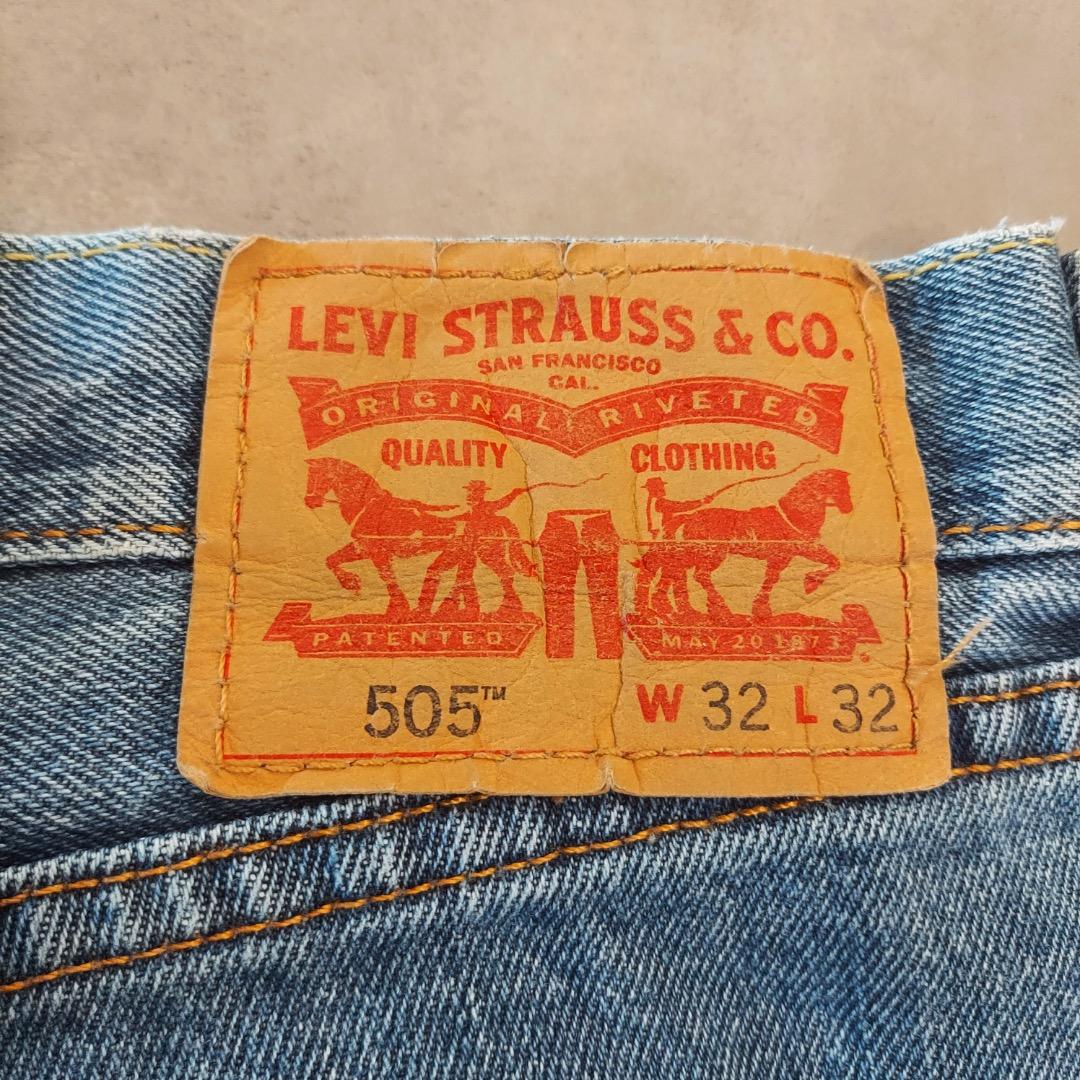 LEVI STRAUSS & CO.
SAN FRANCISCO
CAL.
ORIGINAL RIVETED
QUALITY CLOTHING
PATENTED MAY 20 1873
505™ W 32 L 32